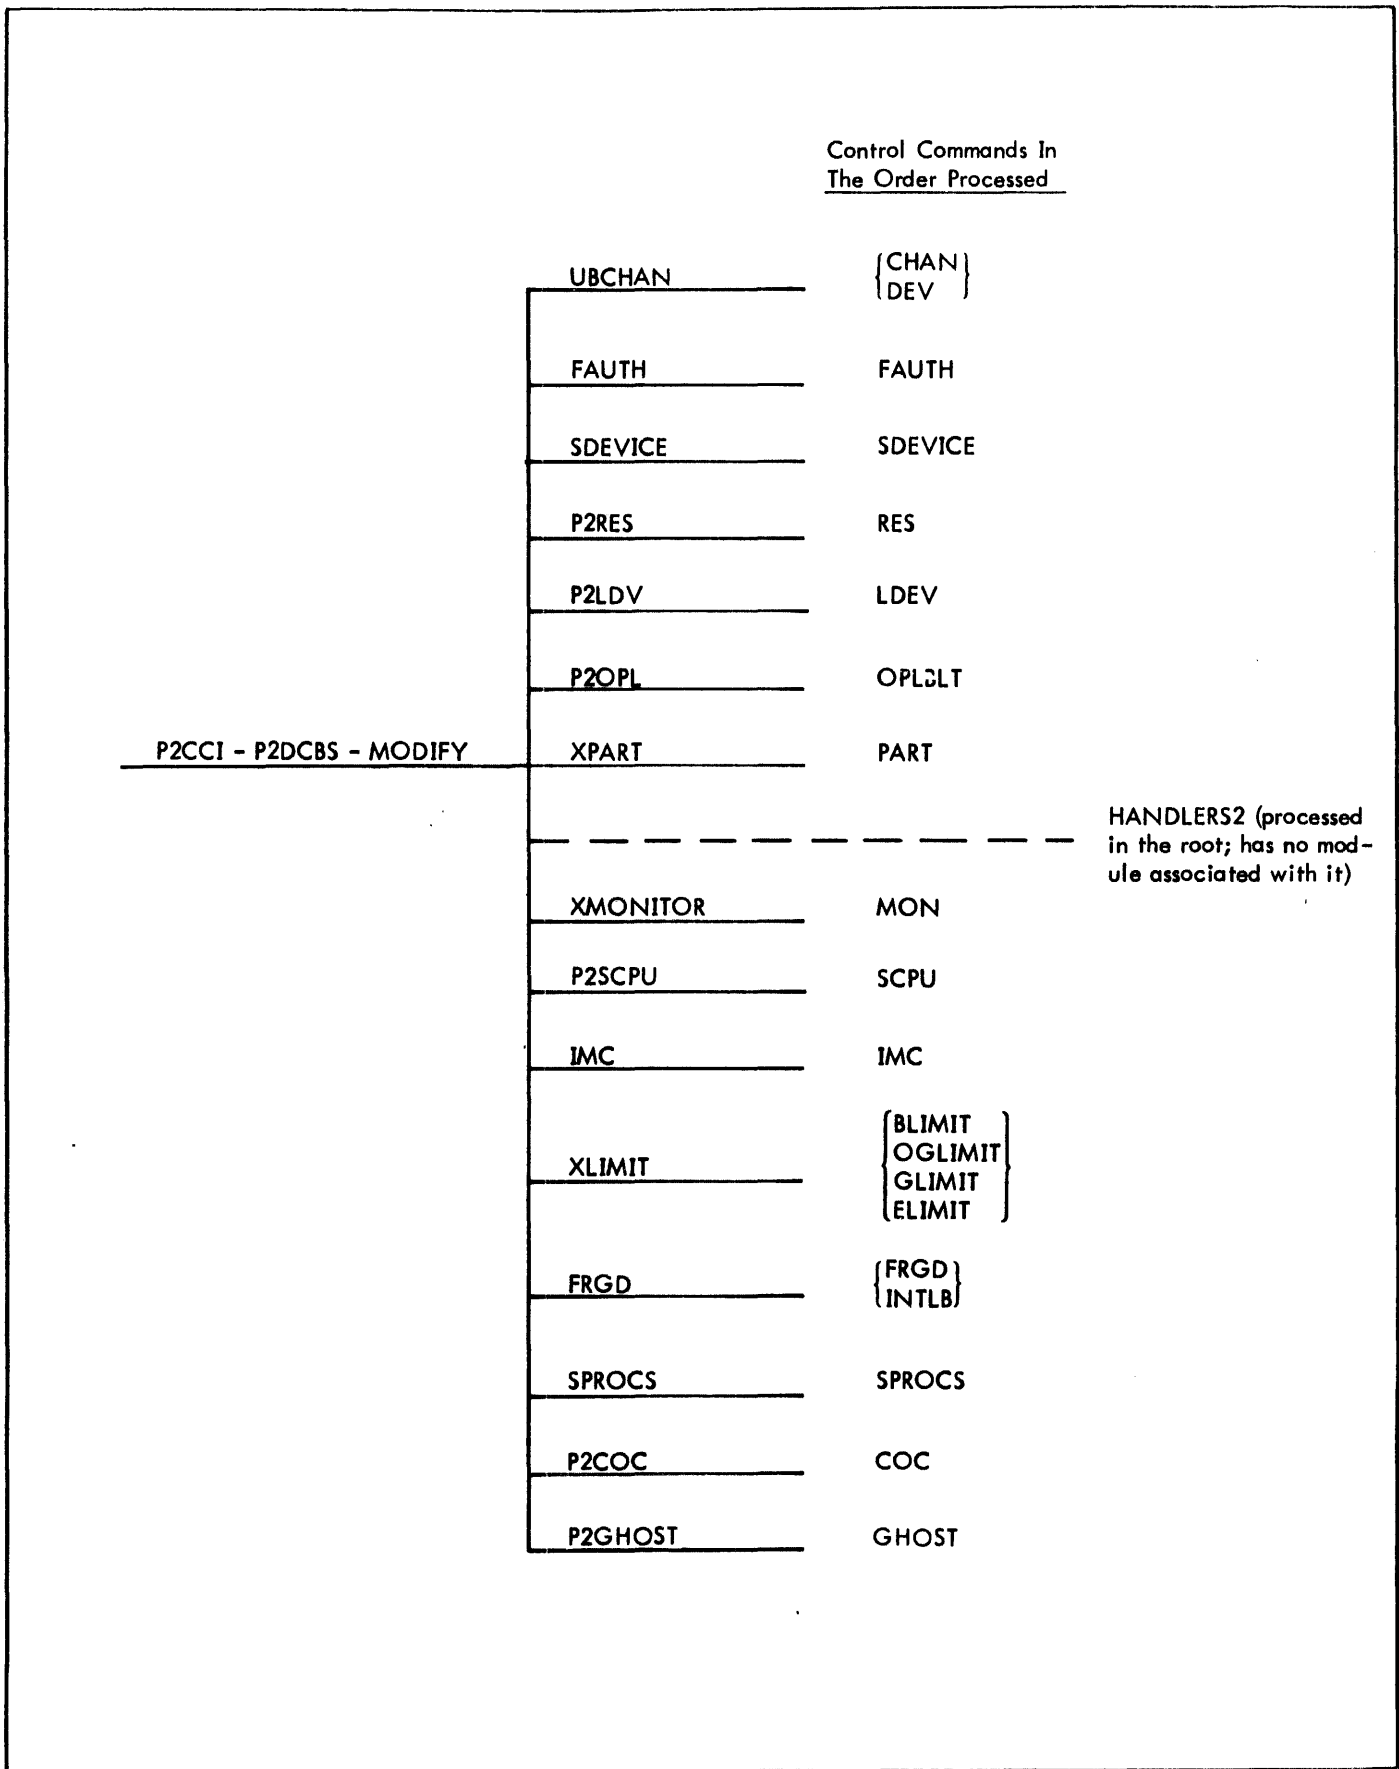 Control Commands In
The Order Processed
UBCHAN
CHAN
DEV
FAUTH FAUTH
SDEVICE SDEVICE
P2RES RES
P2LDV LDEV
P2OPL
P2CCI - P2DCBS - MODIFY XPART PART
HANDLERS2 (processed
in the root; has no mod-
ule associated with it)
XMONITOR MON
P2SCPU SCPU
IMC IMC
XLIMIT
BLIMIT
OGLIMIT
GLIMIT
ELIMIT
FRGD
FRGD
INTLB
SPROCS SPROCS
P2COC COC
P2GHOST GHOST